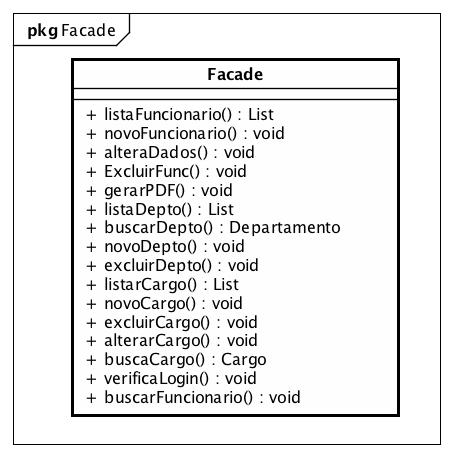 pkg Facade
Facade
+ listaFuncionario() : List
+ novoFuncionario() : void
+ alteraDados() : void
+ ExcluirFunc() : void
+ gerarPDF() : void
+ listaDepto() : List
+ buscarDepto() : Departamento
+ novoDepto() : void
+ excluirDepto() : void
+ listarCargo() : List
+ novoCargo() : void
+ excluirCargo() : void
+ alterarCargo() : void
+ buscaCargo() : Cargo
+ verificaLogin() : void
+ buscarFuncionario() : void